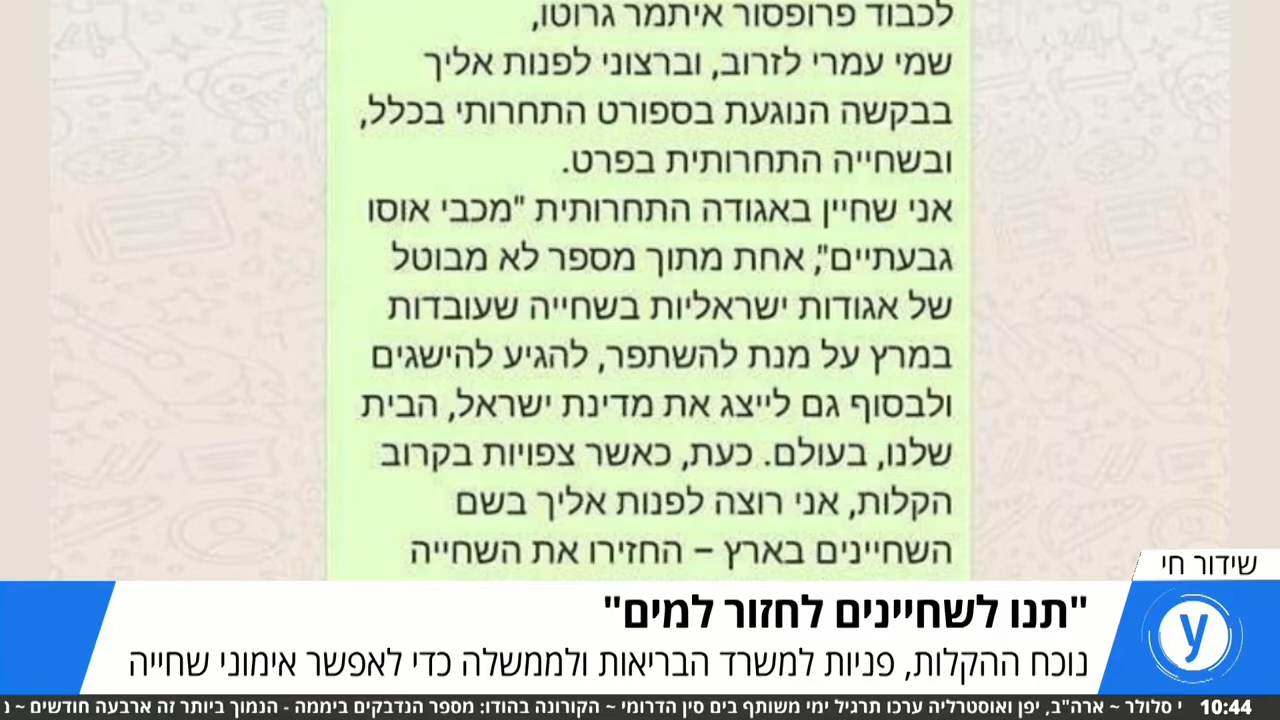 לכבוד פרופסור איתמר גרוטו,
שמי עמרי לזרוב, וברצוני לפנות אליך
בבקשה הנוגעת בספורט התחרותי בכלל,
ובשחייה התחרותית בפרט.
אני שחיין באגודה התחרותית "מכבי אוסו
גבעתיים", אחת מתוך מספר לא מבוטל
של אגודות ישראליות בשחייה שעובדות
במרץ על מנת להשתפר, להגיע להישגים
ולבסוף גם לייצג את מדינת ישראל, הבית
שלנו, בעולם. כעת, כאשר צפויות בקרוב
הקלות, אני רוצה לפנות אליך בשם
השחיינים בארץ – החזירו את השחייה
שידור חי
"תנו לשחיינים לחזור למים"
y
נוכח ההקלות, פניות למשרד הבריאות ולממשלה כדי לאפשר אימוני שחייה
10:44 י סלולר ~ ארה"ב, יפן ואוסטרליה ערכו תרגיל ימי משותף בים סין הדרומי ~ הקורונה בהודו: מספר הנדבקים ביממה - הנמוך ביותר זה ארבעה חודשים ~ נ